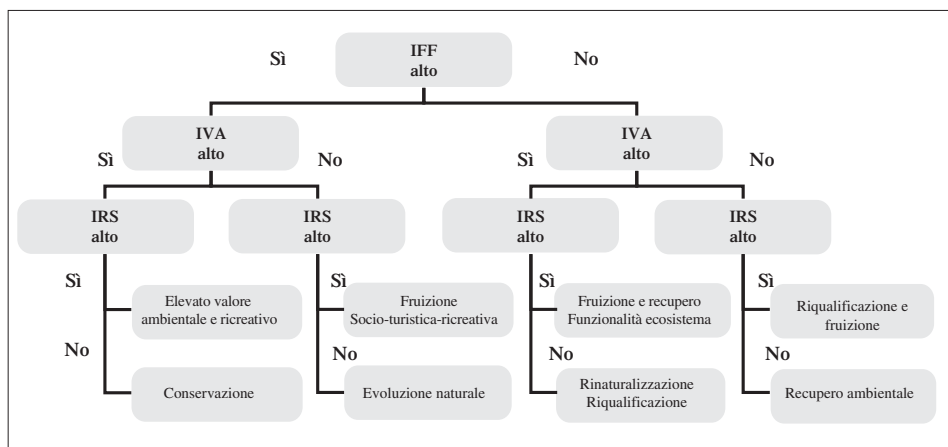 Sì
IFF
alto
No
IVA
alto
IVA
alto
Sì
No
Sì
No
IRS
alto
IRS
alto
IRS
alto
IRS
alto
Sì
Sì
Sì
Sì
Elevato valore
ambientale e ricreativo
Fruizione
Socio-turistica-ricreativa
Fruizione e recupero
Funzionalità ecosistema
Riqualificazione e
fruizione
No
No
No
No
Conservazione
Evoluzione naturale
Rinaturalizzazione
Riqualificazione
Recupero ambientale